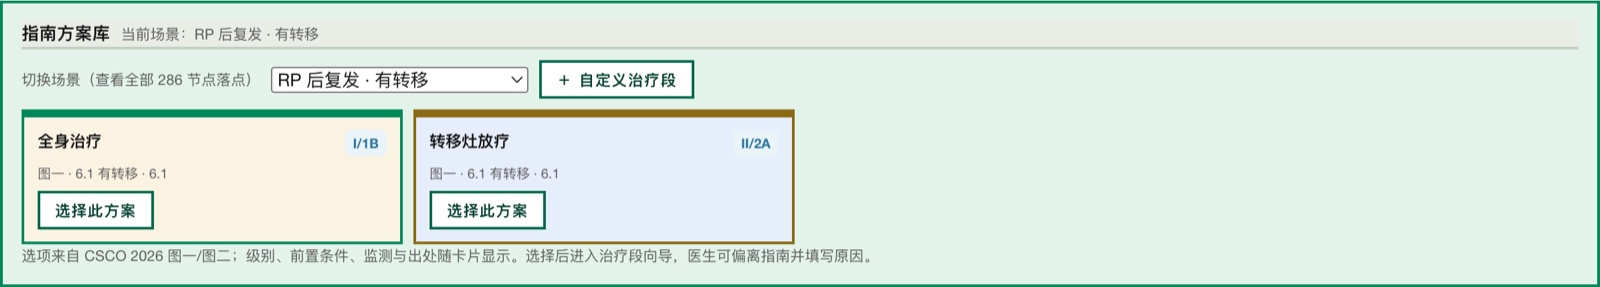 指南方案库 当前场景：RP 后复发 · 有转移
切换场景（查看全部 286 节点落点） RP 后复发 · 有转移 ＋ 自定义治疗段
全身治疗 I/1B
图一 · 6.1 有转移 · 6.1
选择此方案
转移灶放疗 II/2A
图一 · 6.1 有转移 · 6.1
选择此方案
选项来自 CSCO 2026 图一/图二；级别、前置条件、监测与出处随卡片显示。选择后进入治疗段向导，医生可偏离指南并填写原因。